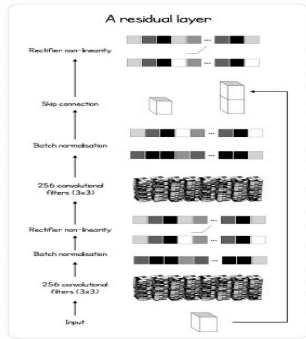 A residual layer
Rectifier non-linearity
...
...
Skip connection
Batch normalisation
...
...
256 convolutional
filters (3x3)
Rectifier non-linearity
...
...
Batch normalisation
...
256 convolutional
filters (3x3)
Input